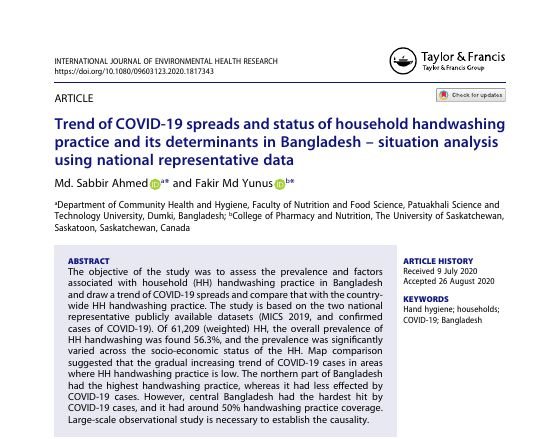 INTERNATIONAL JOURNAL OF ENVIRONMENTAL HEALTH RESEARCH
https://doi.org/10.1080/09603123.2020.1817343
Taylor & Francis
Taylor & Francis Group
ARTICLE
Check for updates
Trend of COVID-19 spreads and status of household handwashing
practice and its determinants in Bangladesh – situation analysis
using national representative data
Md. Sabbir Ahmed iD a* and Fakir Md Yunus iD b*
aDepartment of Community Health and Hygiene, Faculty of Nutrition and Food Science, Patuakhali Science and
Technology University, Dumki, Bangladesh; bCollege of Pharmacy and Nutrition, The University of Saskatchewan,
Saskatoon, Saskatchewan, Canada
ABSTRACT
The objective of the study was to assess the prevalence and factors
associated with household (HH) handwashing practice in Bangladesh
and draw a trend of COVID-19 spreads and compare that with the country-
wide HH handwashing practice. The study is based on the two national
representative publicly available datasets (MICS 2019, and confirmed
cases of COVID-19). Of 61,209 (weighted) HH, the overall prevalence of
HH handwashing was found 56.3%, and the prevalence was significantly
varied across the socio-economic status of the HH. Map comparison
suggested that the gradual increasing trend of COVID-19 cases in areas
where HH handwashing practice is low. The northern part of Bangladesh
had the highest handwashing practice, whereas it had less effected by
COVID-19 cases. However, central Bangladesh had the hardest hit by
COVID-19 cases, and it had around 50% handwashing practice coverage.
Large-scale observational study is necessary to establish the causality.
ARTICLE HISTORY
Received 9 July 2020
Accepted 26 August 2020
KEYWORDS
Hand hygiene; households;
COVID-19; Bangladesh